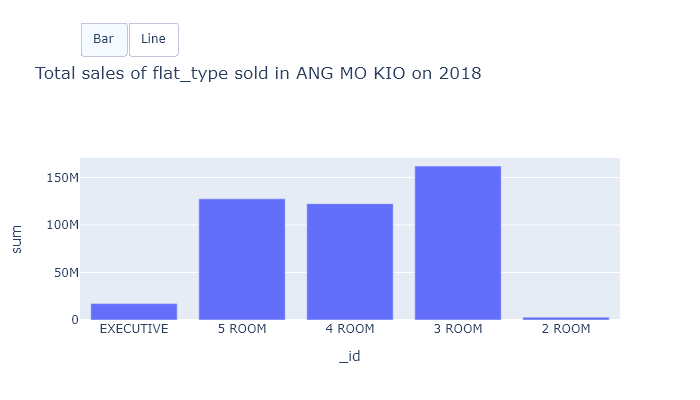 Bar Line
Total sales of flat_type sold in ANG MO KIO on 2018
150M
100M
50M
0
sum
EXECUTIVE 5 ROOM 4 ROOM 3 ROOM 2 ROOM
_id